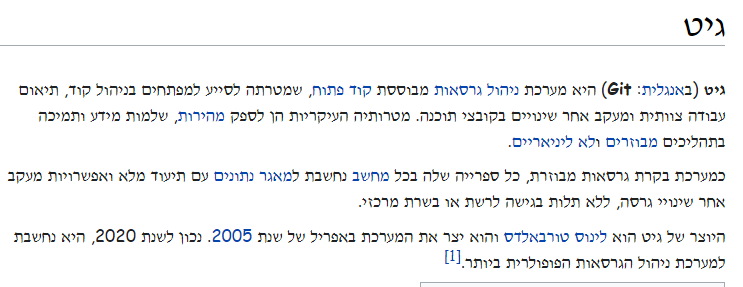 גיט
גיט (באנגלית: Git) היא מערכת ניהול גרסאות מבוססת קוד פתוח, שמטרתה לסייע למפתחים בניהול קוד, תיאום
עבודה צוותית ומעקב אחר שינויים בקובצי תוכנה. מטרותיה העיקריות הן לספק מהירות, שלמות מידע ותמיכה
בתהליכים מבוזרים ולא ליניאריים.
כמערכת בקרת גרסאות מבוזרת, כל ספרייה שלה בכל מחשב נחשבת למאגר נתונים עם תיעוד מלא ואפשרויות מעקב
אחר שינויי גרסה, ללא תלות בגישה לרשת או בשרת מרכזי.
היוצר של גיט הוא לינוס טורבאלדס והוא יצר את המערכת באפריל של שנת 2005. נכון לשנת 2020, היא נחשבת
למערכת ניהול הגרסאות הפופולרית ביותר.[1]